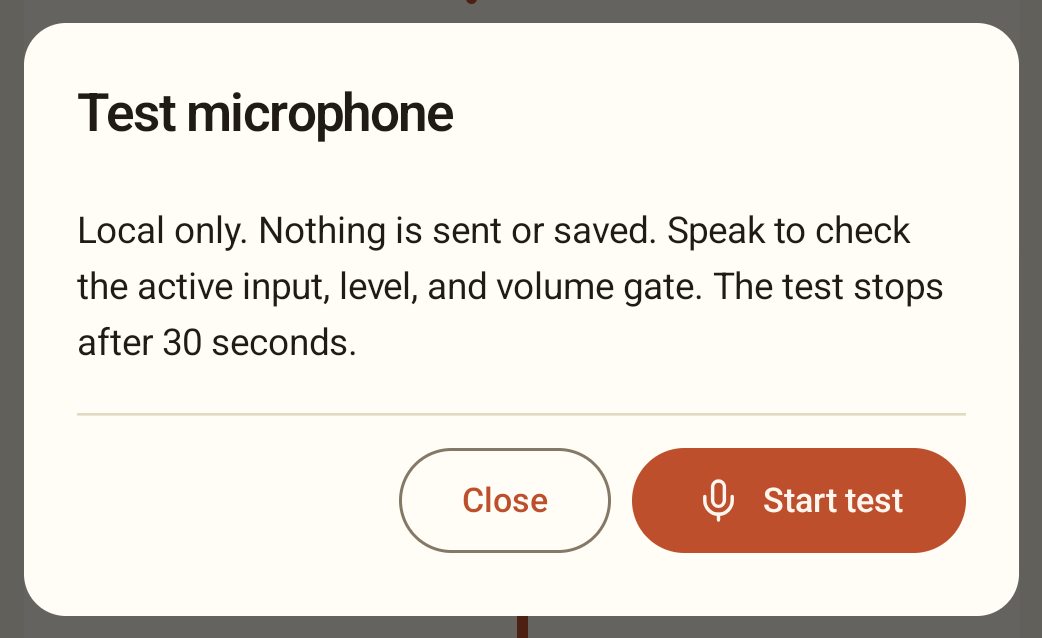 Test microphone
Local only. Nothing is sent or saved. Speak to check
the active input, level, and volume gate. The test stops
after 30 seconds.
Close
Start test